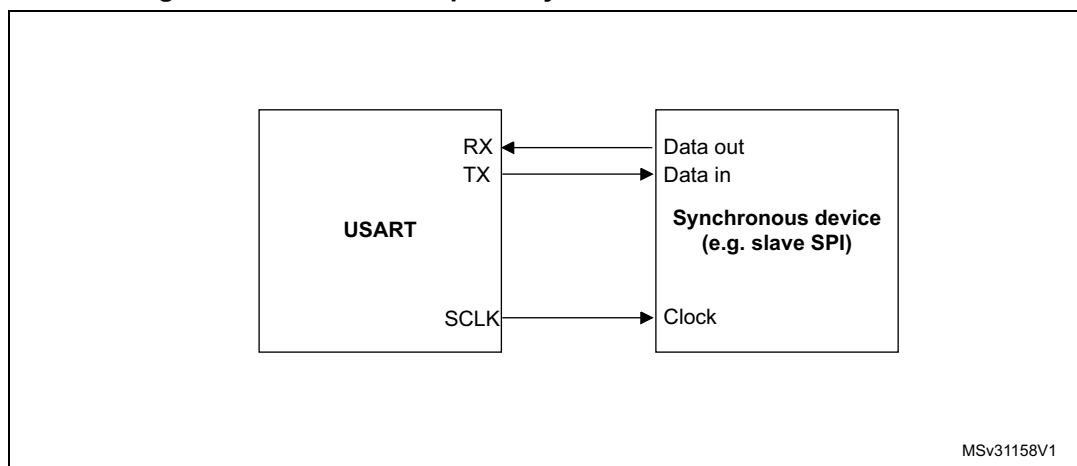 RX
Data out
TX
Data in
USART
Synchronous device
(e.g. slave SPI)
SCLK
Clock
MSv31158V1